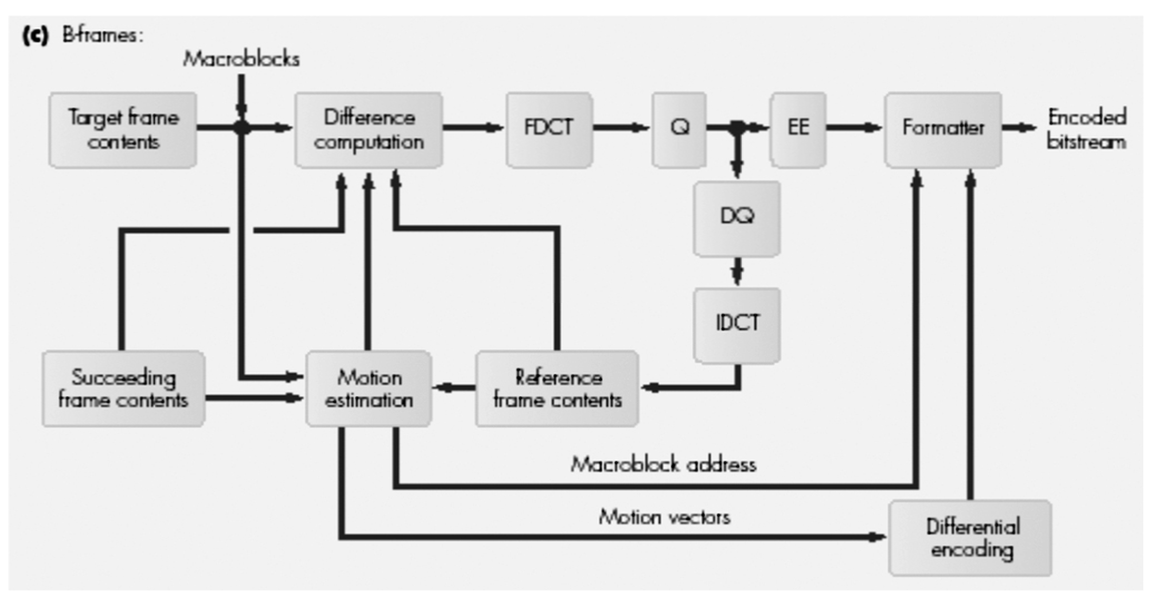 (c) B-frames:
Macroblocks
Target frame
contents
Difference
computation
FDCT
Q
EE
Formatter
Encoded
bitstream
DQ
IDCT
Succeeding
frame contents
Motion
estimation
Reference
frame contents
Macroblock address
Motion vectors
Differential
encoding